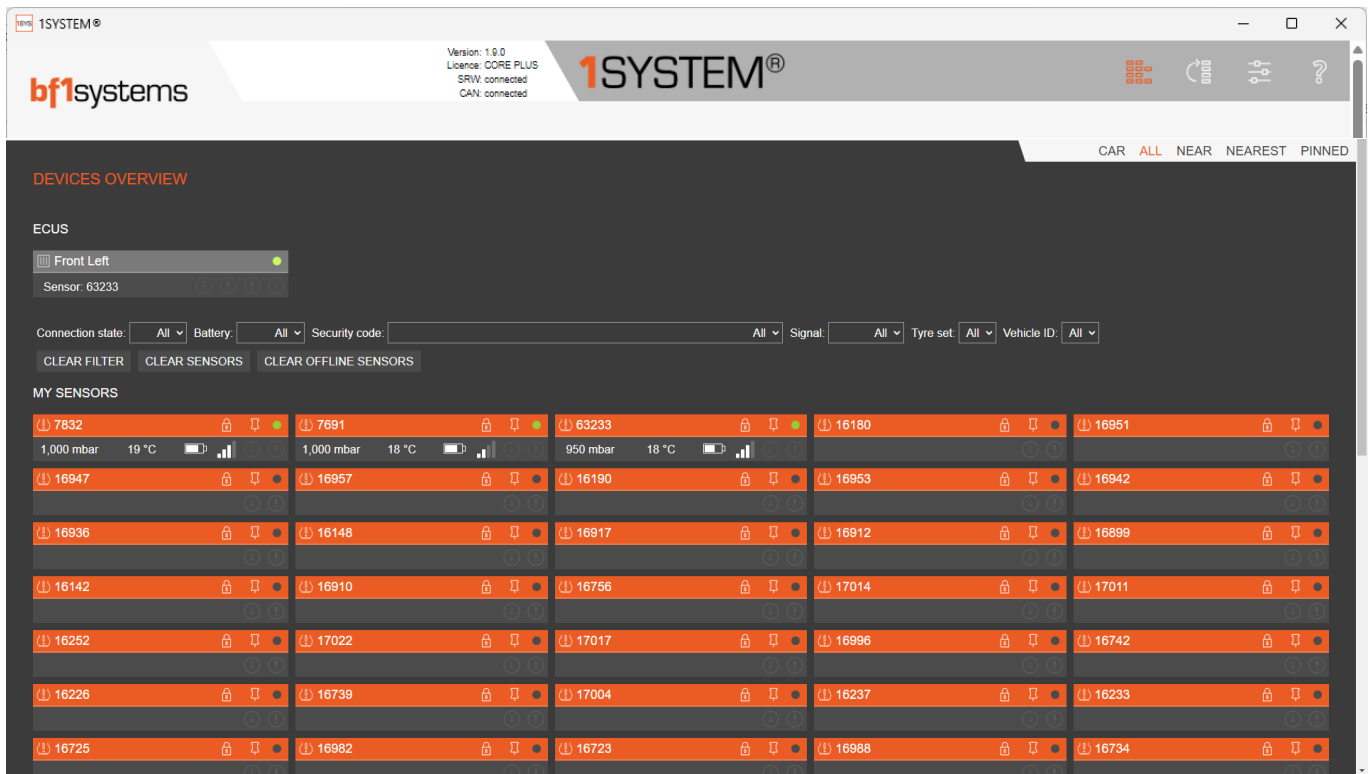 1SYS 1SYSTEM®
bf1systems
Version: 1.9.0
Licence: CORE PLUS
SRW: connected
CAN: connected
1SYSTEM®
CAR ALL NEAR NEAREST PINNED
DEVICES OVERVIEW
ECUS
Front Left
Sensor: 63233
Connection state: All Battery: All Security code: All Signal: All Tyre set: All Vehicle ID: All
CLEAR FILTER CLEAR SENSORS CLEAR OFFLINE SENSORS
MY SENSORS
7832 7691 63233 16180 16951
1,000 mbar 19 °C 1,000 mbar 18 °C 950 mbar 18 °C
16947 16957 16190 16953 16942
16936 16148 16917 16912 16899
16142 16910 16756 17014 17011
16252 17022 17017 16996 16742
16226 16739 17004 16237 16233
16725 16982 16723 16988 16734